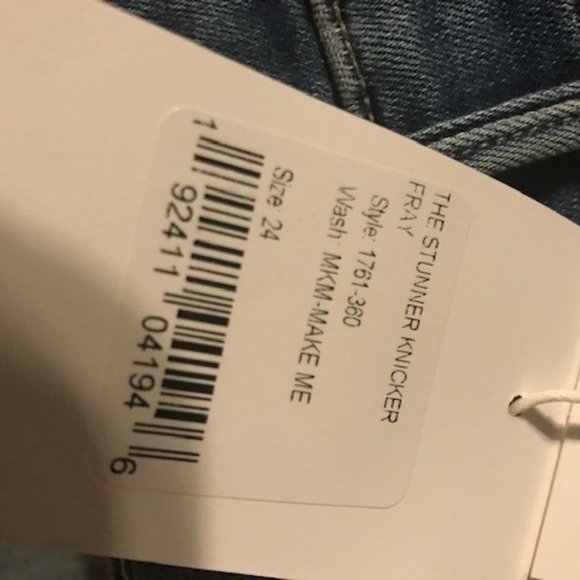 THE STUNNER KNICKER
FRAY
Style: 1761-360
Wash: MKM-MAKE ME
Size: 24
1 92411 04194 6